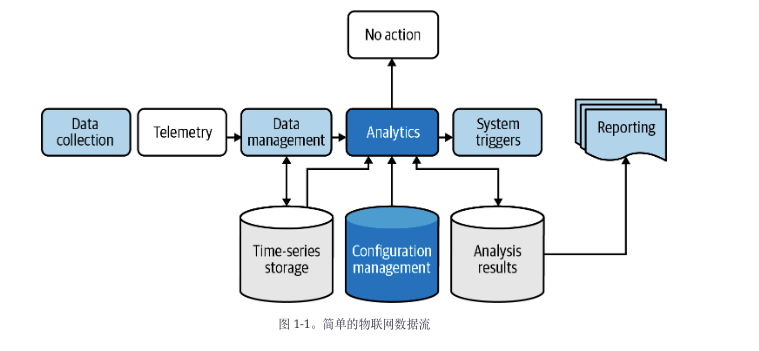 No action
Data
collection
Telemetry
Data
management
Analytics
System
triggers
Reporting
Time-series
storage
Configuration
management
Analysis
results
图 1-1。简单的物联网数据流